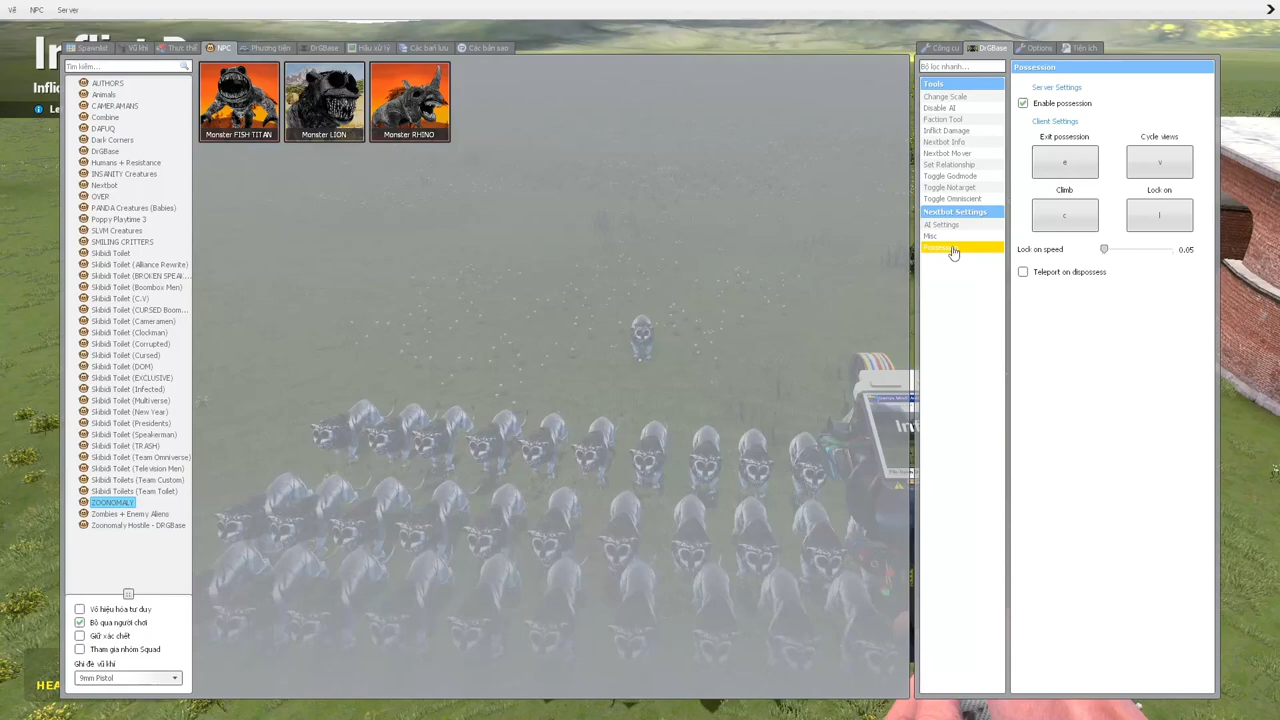 Vẽ NPC Server
Spawnlist Vũ khí Thực thể NPC Phương tiện DrGBase Hậu xử lý Các bản lưu Các bản sao
Tìm kiếm...
AUTHORS
Animals
CAMERAMANS
Combine
DAFUQ
Dark Corners
DrGBase
Humans + Resistance
INSANITY Creatures
Nextbot
OVER
PANDA Creatures (Babies)
Poppy Playtime 3
SLVM Creatures
SMILING CRITTERS
Skibidi Toilet
Skibidi Toilet (Alliance Rewrite)
Skibidi Toilet (BROKEN SPEAK...
Skibidi Toilet (Boombox Men)
Skibidi Toilet (C.V)
Skibidi Toilet (CURSED Boom...
Skibidi Toilet (Cameramen)
Skibidi Toilet (Clockman)
Skibidi Toilet (Corrupted)
Skibidi Toilet (Cursed)
Skibidi Toilet (DOM)
Skibidi Toilet (EXCLUSIVE)
Skibidi Toilet (Infected)
Skibidi Toilet (Multiverse)
Skibidi Toilet (New Year)
Skibidi Toilet (Presidents)
Skibidi Toilet (Speakerman)
Skibidi Toilet (TRASH)
Skibidi Toilet (Team Omniverse)
Skibidi Toilet (Television Men)
Skibidi Toilets (Team Custom)
Skibidi Toilets (Team Toilet)
ZOONOMALY
Zombies + Enemy Aliens
Zoonomaly Hostile - DRGBase
Vô hiệu hóa tư duy
Bỏ qua người chơi
Giữ xác chết
Tham gia nhóm Squad
Ghi đè vũ khí
9mm Pistol
Monster FISH TITAN Monster LION Monster RHINO
Công cụ DrGBase Options Tiện ích
Bộ lọc nhanh...
Tools
Change Scale
Disable AI
Faction Tool
Inflict Damage
Nextbot Info
Nextbot Mover
Set Relationship
Toggle Godmode
Toggle Notarget
Toggle Omniscient
Nextbot Settings
AI Settings
Misc
Possession
Server Settings
Enable possession
Client Settings
Exit possession Cycle views
e v
Climb Lock on
c l
Lock on speed 0.05
Teleport on dispossess